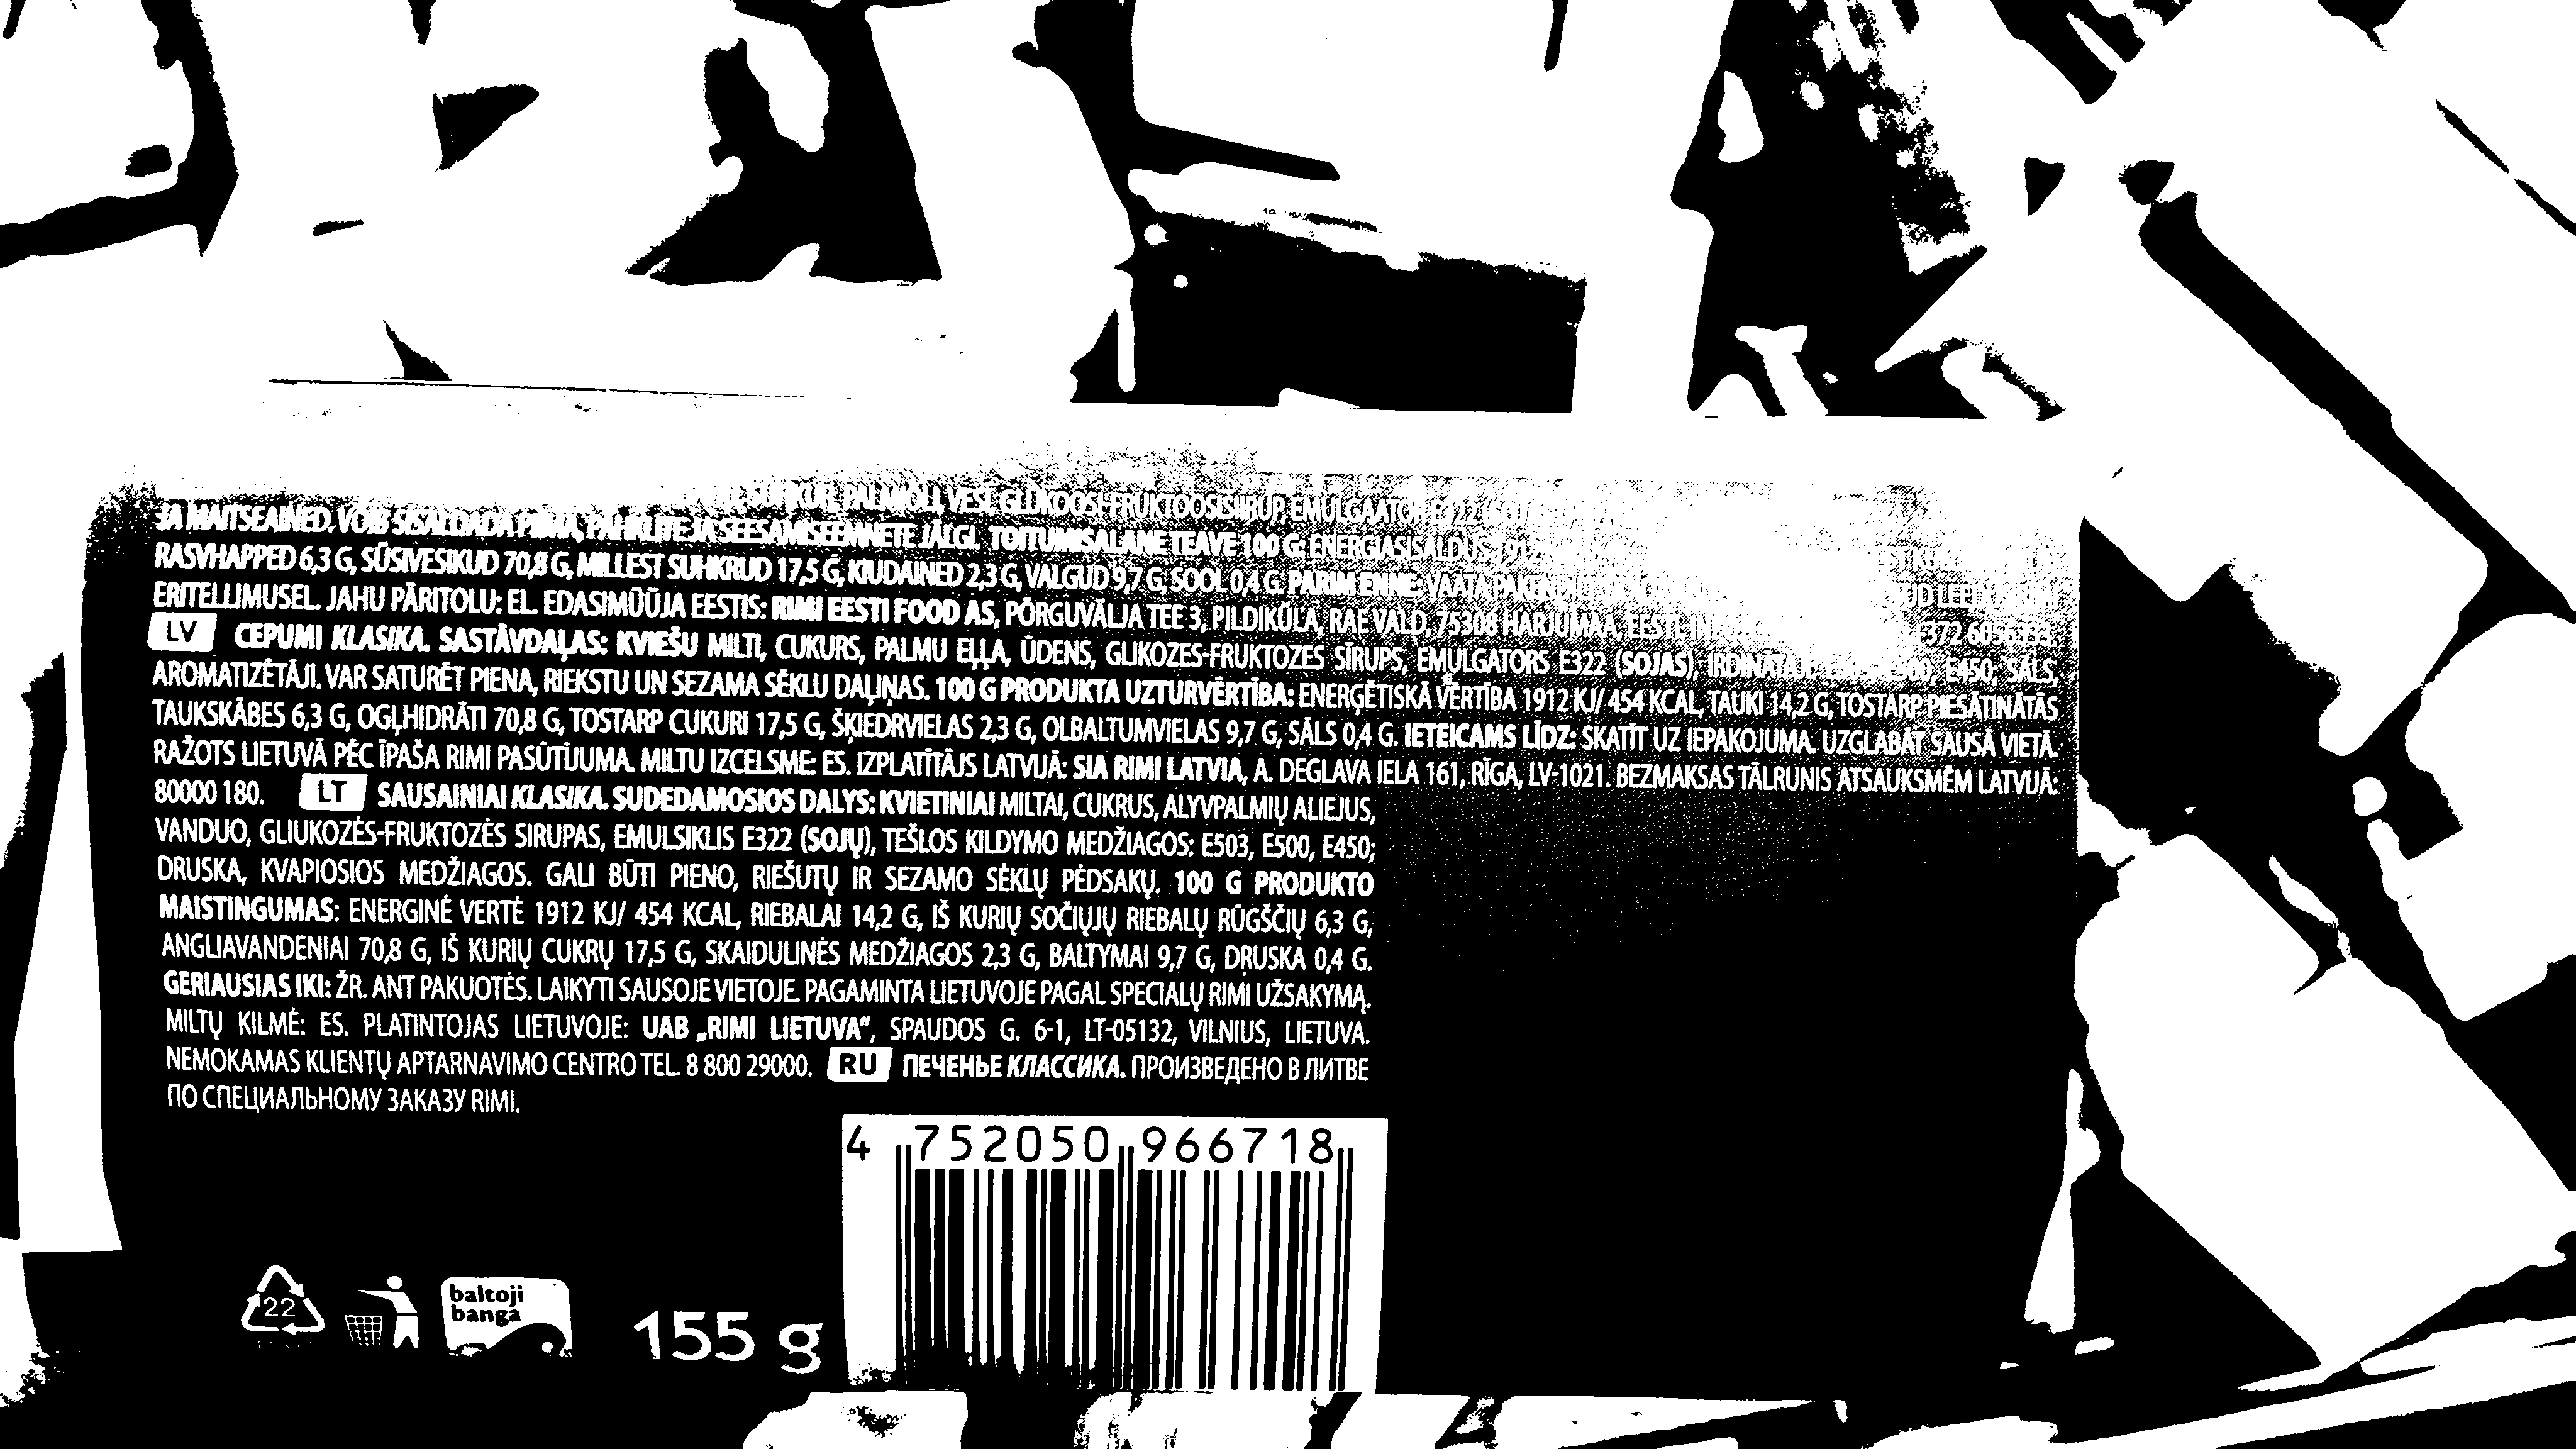 PALMIÕLI, VESI, GLÜKOOSI-FRUKTOOSISIIRUP, EMULGAATOR E322
JA MAITSEAINED. VÕIB SISALDADA PIIMA, PÄHKLITE JA SEESAMISEEMNETE JÄLGI. TOITUMISALANE TEAVE 100 G: ENERGIASISALDUS 1912
RASVHAPPED 6,3 G, SÜSIVESIKUD 70,8 G, MILLEST SUHKRUD 17,5 G, KIUDAINED 2,3 G, VALGUD 9,7 G, SOOL 0,4 G. PARIM ENNE: VAATA PAKENDIL
ERITELLIMUSEL. JAHU PÄRITOLU: EL. EDASIMÜÜJA EESTIS: RIMI EESTI FOOD AS, PÕRGUVÄLJA TEE 3, PILDIKÜLA, RAE VALD, 75308 HARJUMAA, EESTI.
LV CEPUMI KLASIKA. SASTĀVDAĻAS: KVIEŠU MILTI, CUKURS, PALMU EĻĻA, ŪDENS, GLIKOZES-FRUKTOZES SĪRUPS, EMULGATORS E322 (SOJAS), IRDINĀTĀJI: E500, E450, SĀLS,
AROMATIZĒTĀJI. VAR SATURĒT PIENA, RIEKSTU UN SEZAMA SĒKLU DAĻIŅAS. 100 G PRODUKTA UZTURVĒRTĪBA: ENERĢĒTISKĀ VĒRTĪBA 1912 KJ/ 454 KCAL, TAUKI 14,2 G, TOSTARP PIESĀTINĀTĀS
TAUKSKĀBES 6,3 G, OGĻHIDRĀTI 70,8 G, TOSTARP CUKURI 17,5 G, ŠĶIEDRVIELAS 2,3 G, OLBALTUMVIELAS 9,7 G, SĀLS 0,4 G. IETEICAMS LĪDZ: SKATĪT UZ IEPAKOJUMA. UZGLABĀT SAUSĀ VIETĀ.
RAŽOTS LIETUVĀ PĒC ĪPAŠA RIMI PASŪTĪJUMA. MILTU IZCELSME: ES. IZPLATĪTĀJS LATVIJĀ: SIA RIMI LATVIA, A. DEGLAVA IELA 161, RĪGA, LV-1021. BEZMAKSAS TĀLRUNIS ATSAUKSMĒM LATVIJĀ:
80000 180. LT SAUSAINIAI KLASIKA. SUDEDAMOSIOS DALYS: KVIETINIAI MILTAI, CUKRUS, ALYVPALMIŲ ALIEJUS,
VANDUO, GLIUKOZĖS-FRUKTOZĖS SIRUPAS, EMULSIKLIS E322 (SOJŲ), TEŠLOS KILDYMO MEDŽIAGOS: E503, E500, E450;
DRUSKA, KVAPIOSIOS MEDŽIAGOS. GALI BŪTI PIENO, RIEŠUTŲ IR SEZAMO SĖKLŲ PĖDSAKŲ. 100 G PRODUKTO
MAISTINGUMAS: ENERGINĖ VERTĖ 1912 KJ/ 454 KCAL, RIEBALAI 14,2 G, IŠ KURIŲ SOČIŲJŲ RIEBALŲ RŪGŠČIŲ 6,3 G,
ANGLIAVANDENIAI 70,8 G, IŠ KURIŲ CUKRŲ 17,5 G, SKAIDULINĖS MEDŽIAGOS 2,3 G, BALTYMAI 9,7 G, DRUSKA 0,4 G.
GERIAUSIAS IKI: ŽR. ANT PAKUOTĖS. LAIKYTI SAUSOJE VIETOJE. PAGAMINTA LIETUVOJE PAGAL SPECIALŲ RIMI UŽSAKYMĄ.
MILTŲ KILMĖ: ES. PLATINTOJAS LIETUVOJE: UAB „RIMI LIETUVA”, SPAUDOS G. 6-1, LT-05132, VILNIUS, LIETUVA.
NEMOKAMAS KLIENTŲ APTARNAVIMO CENTRO TEL. 8 800 29000. RU ПЕЧЕНЬЕ КЛАССИКА. ПРОИЗВЕДЕНО В ЛИТВЕ
ПО СПЕЦИАЛЬНОМУ ЗАКАЗУ RIMI.
4 752050 966718
22
baltoji
banga
155 g